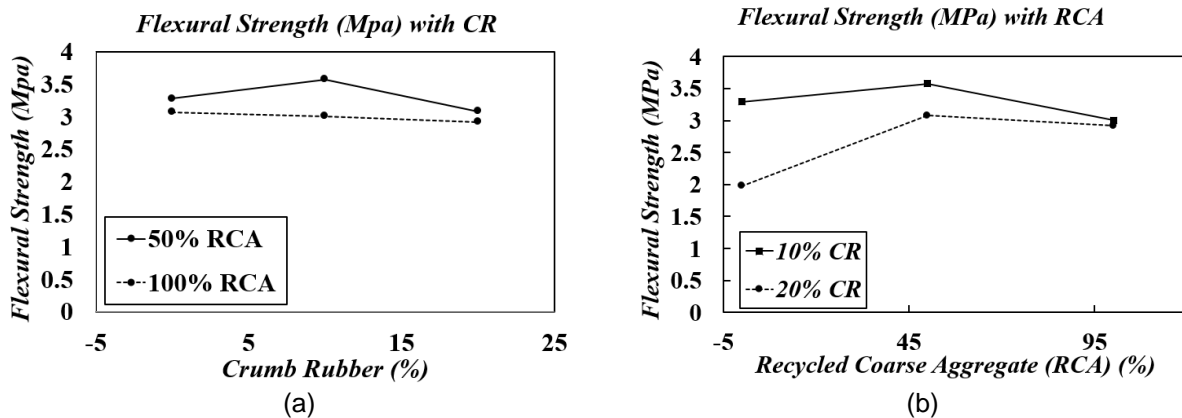 Flexural Strength (Mpa) with CR
Flexural Strength (Mpa)
4
3.5
3
2.5
2
1.5
1
0.5
0
50% RCA
100% RCA
-5
5
15
25
Crumb Rubber (%)
(a)
Flexural Strength (MPa) with RCA
Flexural Strength (MPa)
4
3.5
3
2.5
2
1.5
1
0.5
0
10% CR
20% CR
-5
45
95
Recycled Coarse Aggregate (RCA) (%)
(b)